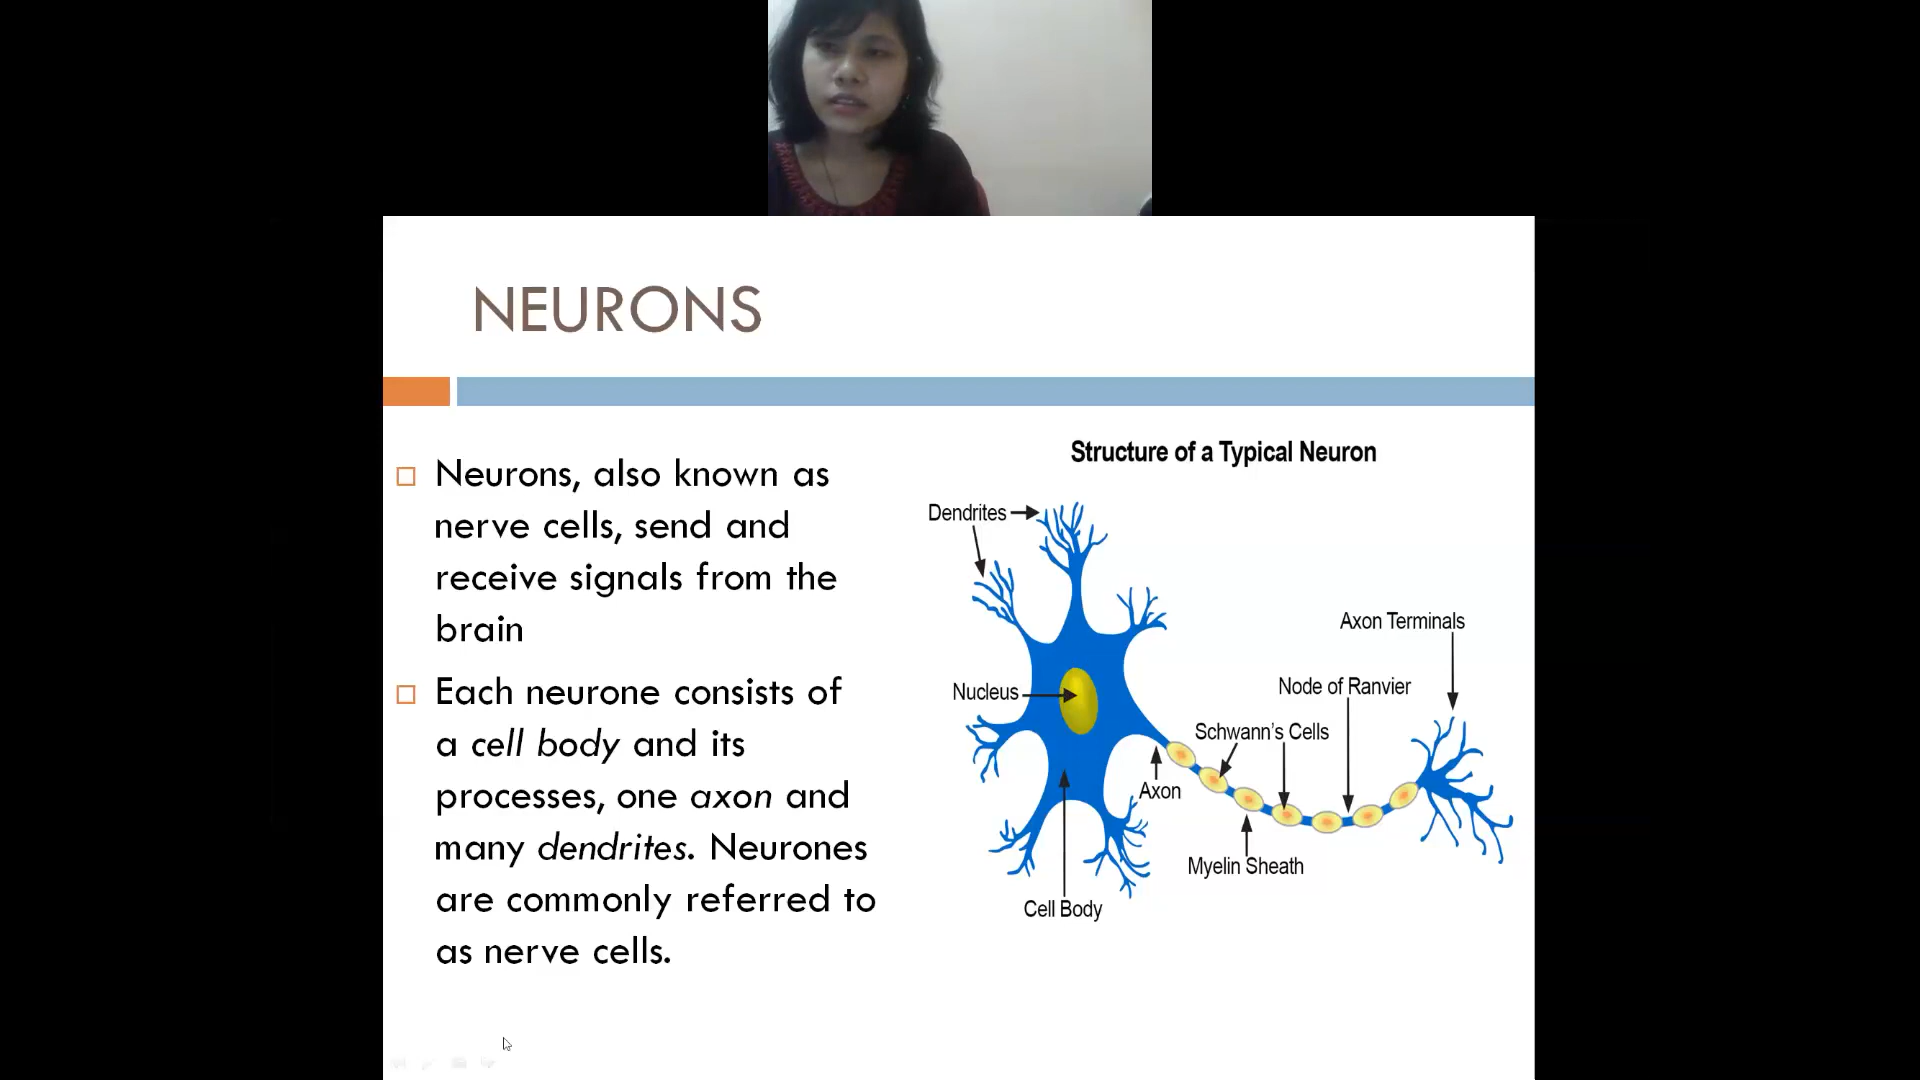 NEURONS
Neurons, also known as
nerve cells, send and
receive signals from the
brain
Each neurone consists of
a cell body and its
processes, one axon and
many dendrites. Neurones
are commonly referred to
as nerve cells.
Structure of a Typical Neuron
Dendrites
Axon Terminals
Nucleus
Node of Ranvier
Schwann's Cells
Axon
Myelin Sheath
Cell Body